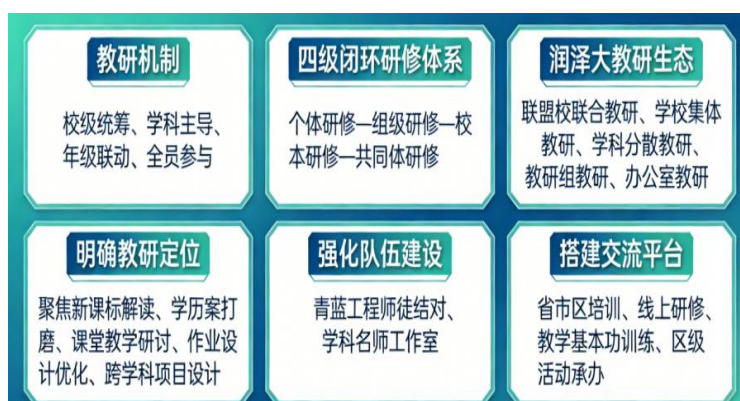 教研机制
校级统筹、学科主导、
年级联动、全员参与
四级闭环研修体系
个体研修—组级研修—校
本研修—共同体研修
润泽大教研生态
联盟校联合教研、学校集体
教研、学科分散教研、
教研组教研、办公室教研
明确教研定位
聚焦新课标解读、学历案打
磨、课堂教学研讨、作业设
计优化、跨学科项目设计
强化队伍建设
青蓝工程师徒结对、
学科名师工作室
搭建交流平台
省市区培训、线上研修、
教学基本功训练、区级
活动承办